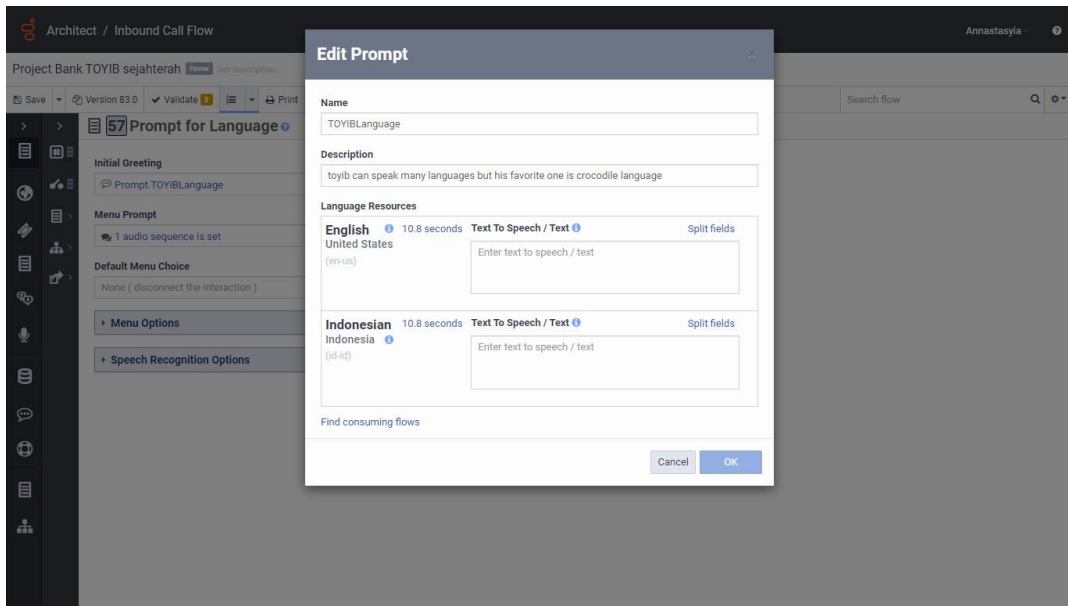 Architect / Inbound Call Flow
Annastasyia
Project Bank TOYIB sejahterah Home Set description...
Save Version 83.0 Validate 2 Print
Search flow
57 Prompt for Language
Initial Greeting
Prompt.TOYIBLanguage
Menu Prompt
1 audio sequence is set
Default Menu Choice
None ( disconnect the interaction )
Menu Options
Speech Recognition Options
Edit Prompt
Name
TOYIBLanguage
Description
toyib can speak many languages but his favorite one is crocodile language
Language Resources
English 10.8 seconds Text To Speech / Text Split fields
United States
(en-us)
Enter text to speech / text
Indonesian 10.8 seconds Text To Speech / Text Split fields
Indonesia
(id-id)
Enter text to speech / text
Find consuming flows
Cancel OK